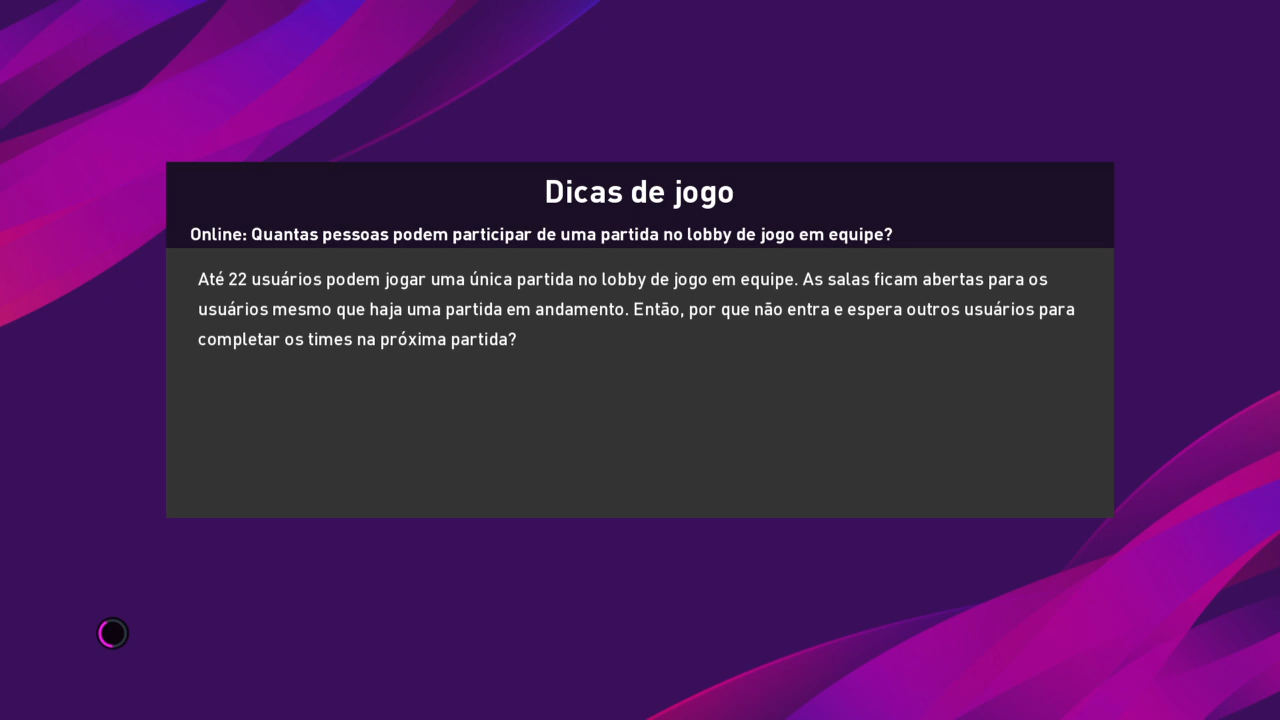 Dicas de jogo
Online: Quantas pessoas podem participar de uma partida no lobby de jogo em equipe?
Até 22 usuários podem jogar uma única partida no lobby de jogo em equipe. As salas ficam abertas para os
usuários mesmo que haja uma partida em andamento. Então, por que não entra e espera outros usuários para
completar os times na próxima partida?